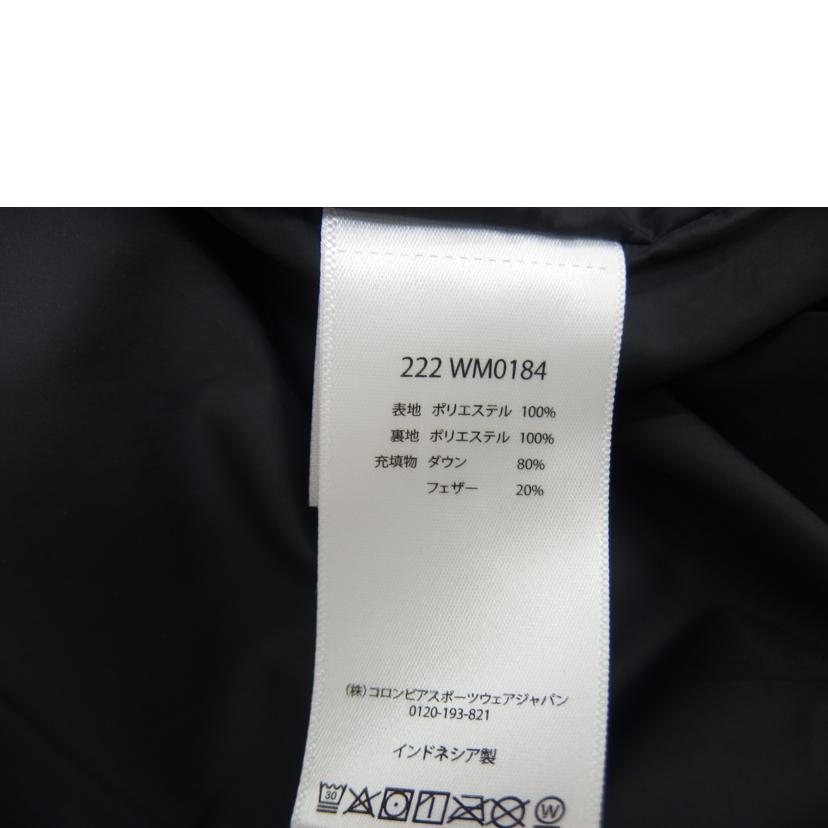 222 WM0184
表地 ポリエステル 100%
裏地 ポリエステル 100%
充填物 ダウン 80%
フェザー 20%
(株)コロンビアスポーツウェアジャパン
0120-193-821
インドネシア製
30 W